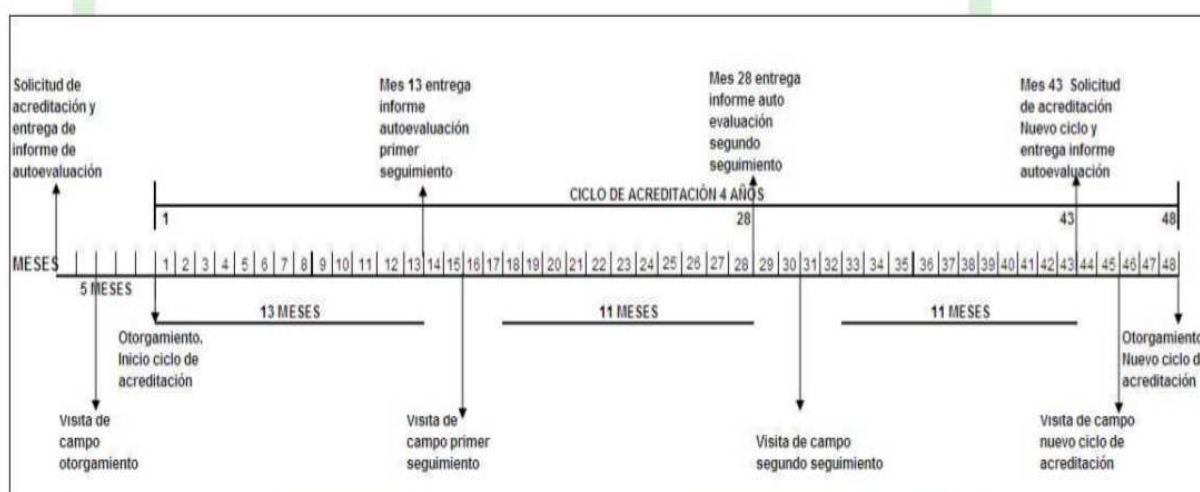 Solicitud de
acreditación y
entrega de
informe de
autoevaluación
Mes 13 entrega
informe
autoevaluación
primer
seguimiento
Mes 28 entrega
informe auto
evaluación
segundo
seguimiento
Mes 43 Solicitud
de acreditación
Nuevo ciclo y
entrega informe
autoevaluación
CICLO DE ACREDITACIÓN 4 AÑOS
1 28 43 48
MESES 1 2 3 4 5 6 7 8 9 10 11 12 13 14 15 16 17 18 19 20 21 22 23 24 25 26 27 28 29 30 31 32 33 34 35 36 37 38 39 40 41 42 43 44 45 46 47 48
5 MESES
13 MESES
11 MESES
11 MESES
Otorgamiento.
Inicio ciclo de
acreditación
Otorgamiento
Nuevo ciclo d
acreditación
Visita de
campo
otorgamiento
Visita de
campo primer
seguimiento
Visita de campo
segundo seguimiento
Visita de campo
nuevo ciclo de
acreditación